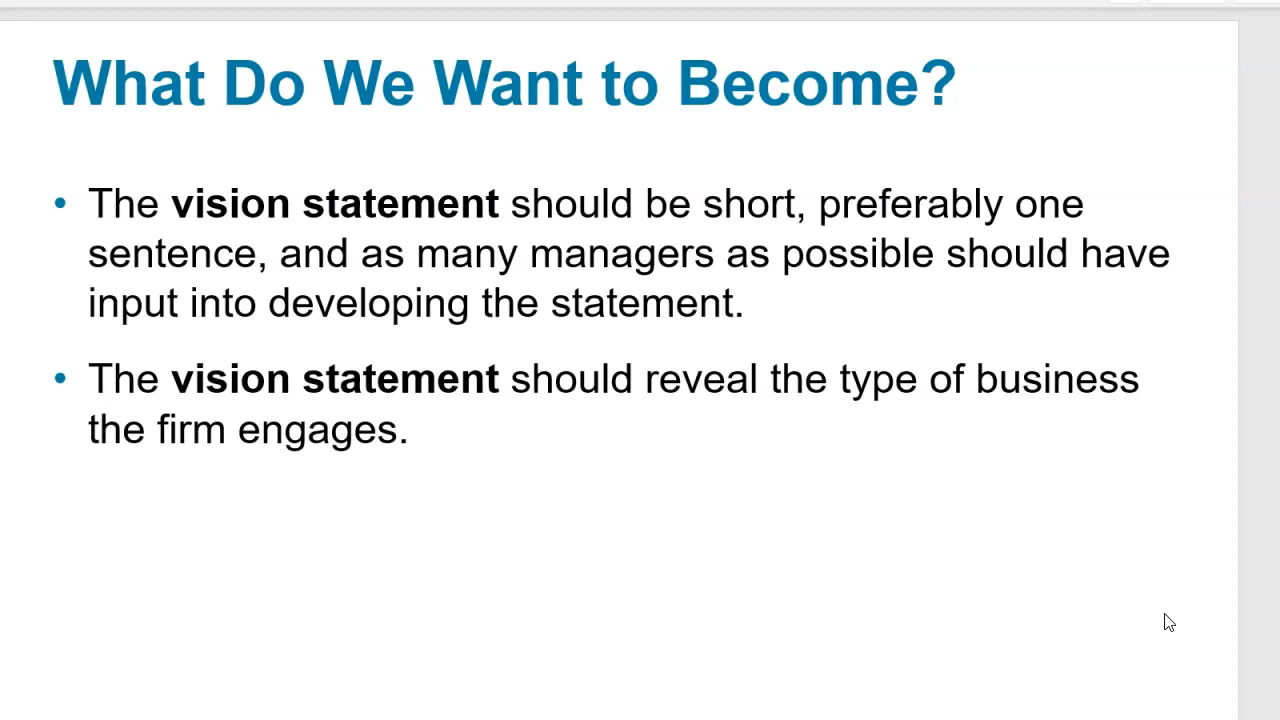 What Do We Want to Become?
• The vision statement should be short, preferably one
sentence, and as many managers as possible should have
input into developing the statement.
• The vision statement should reveal the type of business
the firm engages.